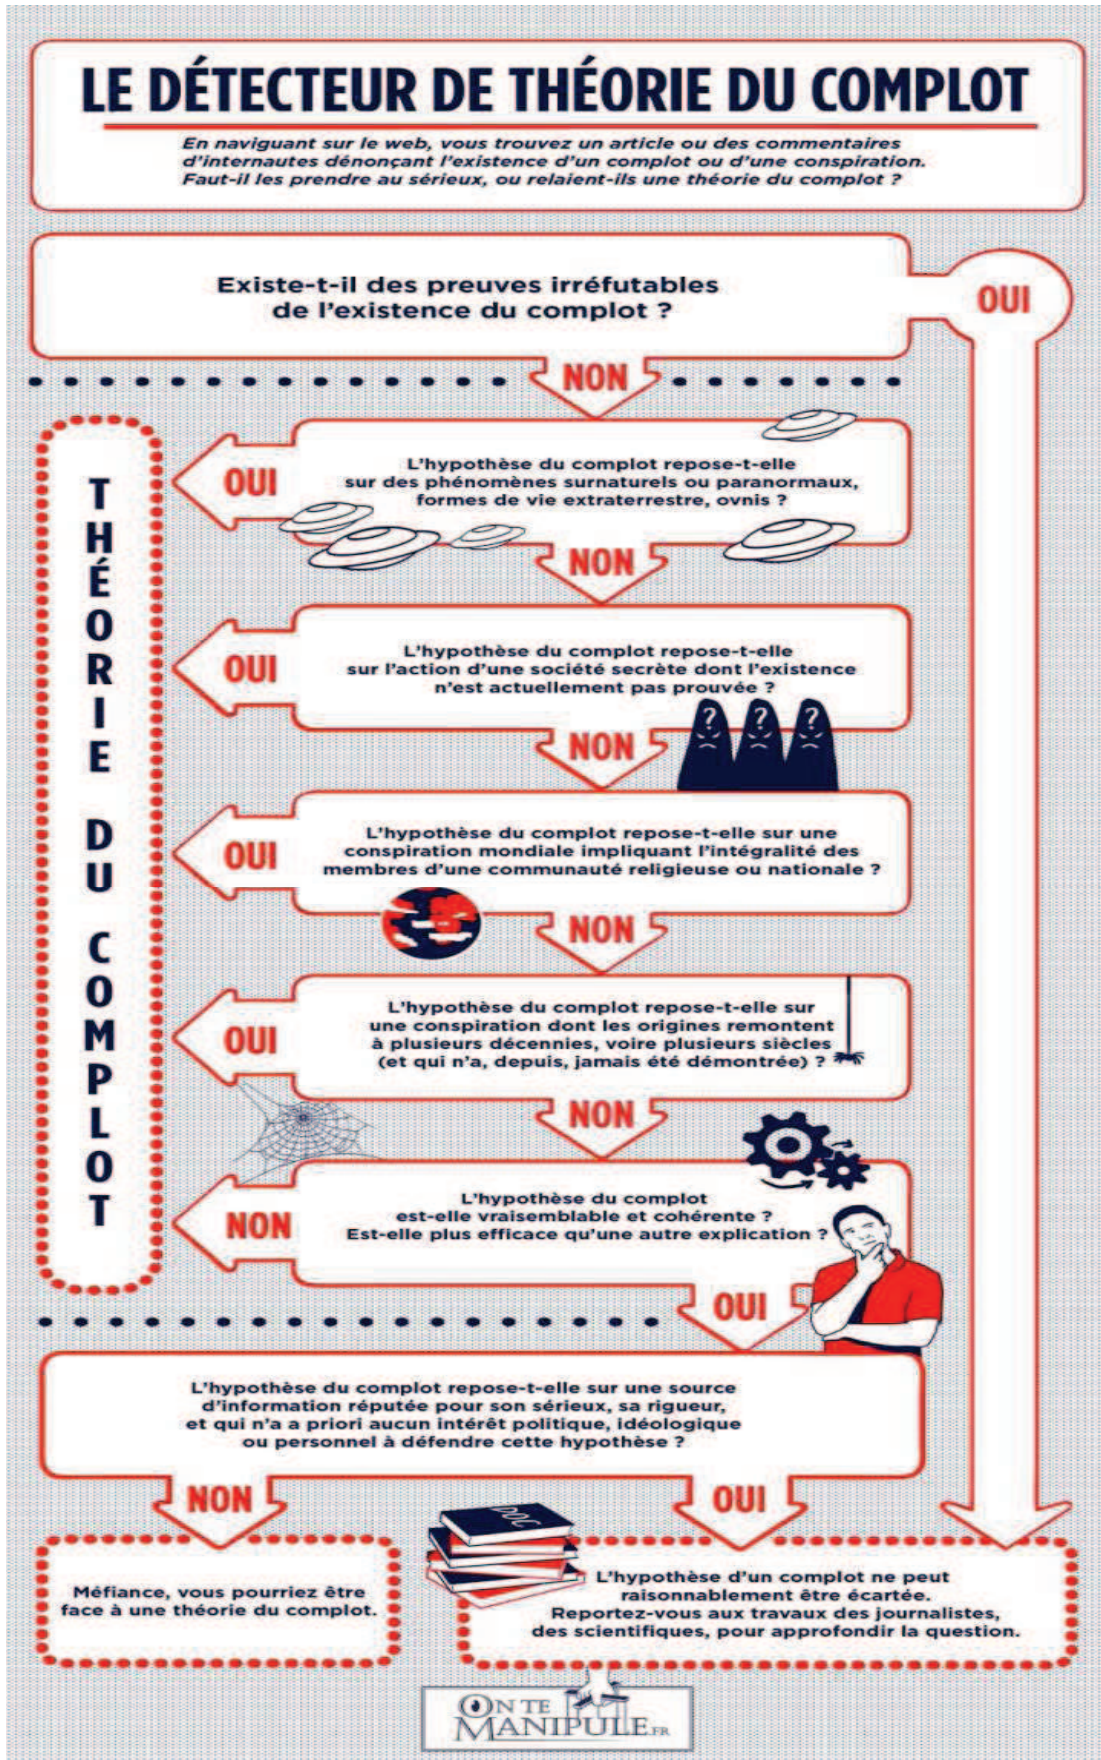 LE DÉTECTEUR DE THÉORIE DU COMPLOT
En naviguant sur le web, vous trouvez un article ou des commentaires
d'internautes dénonçant l'existence d'un complot ou d'une conspiration.
Faut-il les prendre au sérieux, ou relaient-ils une théorie du complot ?
Existe-t-il des preuves irréfutables
de l'existence du complot ?
OUI
NON
THÉORIE DU COMPLOT
L'hypothèse du complot repose-t-elle
sur des phénomènes surnaturels ou paranormaux,
formes de vie extraterrestre, ovnis ?
OUI
NON
L'hypothèse du complot repose-t-elle
sur l'action d'une société secrète dont l'existence
n'est actuellement pas prouvée ?
OUI
? ? ?
NON
L'hypothèse du complot repose-t-elle sur une
conspiration mondiale impliquant l'intégralité des
membres d'une communauté religieuse ou nationale ?
OUI
NON
L'hypothèse du complot repose-t-elle sur
une conspiration dont les origines remontent
à plusieurs décennies, voire plusieurs siècles
(et qui n'a, depuis, jamais été démontrée) ?
OUI
NON
L'hypothèse du complot
est-elle vraisemblable et cohérente ?
Est-elle plus efficace qu'une autre explication ?
NON
OUI
L'hypothèse du complot repose-t-elle sur une source
d'information réputée pour son sérieux, sa rigueur,
et qui n'a a priori aucun intérêt politique, idéologique
ou personnel à défendre cette hypothèse ?
NON
OUI
DOC
Méfiance, vous pourriez être
face à une théorie du complot.
L'hypothèse d'un complot ne peut
raisonnablement être écartée.
Reportez-vous aux travaux des journalistes,
des scientifiques, pour approfondir la question.
ON TE
MANIPULE.FR